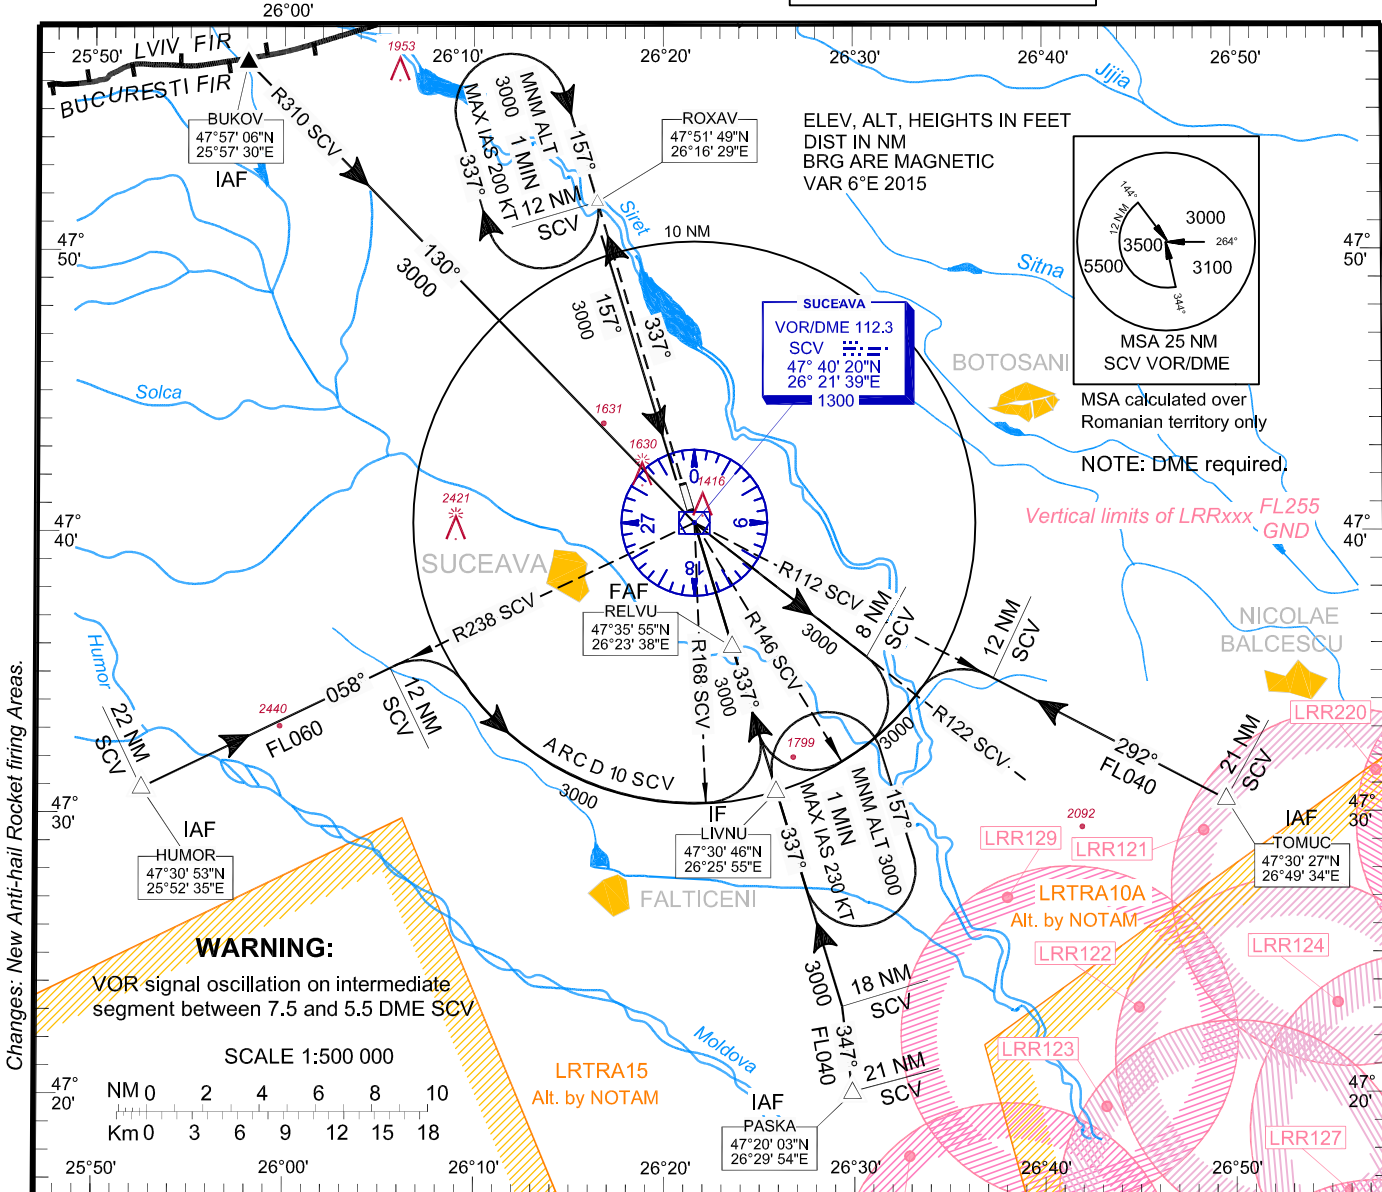 26°00'
25°50'
26°10'
26°20'
26°30'
26°40'
26°50'
LVIV FIR
BUCURESTI FIR
1953
Jijia
BUKOV
47°57' 06"N
25°57' 30"E
IAF
R310 SCV
130°
3000
MNM ALT
3000
1 MIN
MAX IAS 200 KT
157°
337°
12 NM
SCV
ROXAV
47°51' 49"N
26°16' 29"E
Siret
ELEV, ALT, HEIGHTS IN FEET
DIST IN NM
BRG ARE MAGNETIC
VAR 6°E 2015
144°
12 NM
3000
3500
264°
5500
3100
344°
MSA 25 NM
SCV VOR/DME
MSA calculated over
Romanian territory only
NOTE: DME required.
47°
50'
47°
50'
10 NM
Sitna
157°
3000
337°
SUCEAVA
VOR/DME 112.3
SCV
47° 40' 20"N
26° 21' 39"E
1300
BOTOSANI
Solca
1631
1630
1416
2421
0
9
18
27
Vertical limits of LRRxxx
FL255
GND
47°
40'
47°
40'
SUCEAVA
FAF
RELVU
47°35' 55"N
26°23' 38"E
R112 SCV
8 NM
SCV
3000
12 NM
SCV
NICOLAE
BALCESCU
R238 SCV
R168 SCV
R146 SCV
337°
3000
R122 SCV
Humor
22 NM
SCV
2440
058°
FL060
12 NM
SCV
ARC D 10 SCV
3000
1799
3000
292°
FL040
21 NM
SCV
LRR220
47°
30'
47°
30'
IAF
HUMOR
47°30' 53"N
25°52' 35"E
IF
LIVNU
47°30' 46"N
26°25' 55"E
337°
MNM ALT 3000
1 MIN
MAX IAS 230 KT
157°
2092
LRR129
LRR121
IAF
TOMUC
47°30' 27"N
26°49' 34"E
FALTICENI
LRTRA10A
Alt. by NOTAM
LRR122
LRR124
WARNING:
VOR signal oscillation on intermediate
segment between 7.5 and 5.5 DME SCV
3000
18 NM
SCV
FL040
347°
21 NM
SCV
Moldova
LRR123
SCALE 1:500 000
NM 0 2 4 6 8 10
Km 0 3 6 9 12 15 18
LRTRA15
Alt. by NOTAM
IAF
PASKA
47°20' 03"N
26°29' 54"E
LRR127
47°
20'
47°
20'
25°50'
26°00'
26°10'
26°20'
26°30'
26°40'
26°50'
Changes: New Anti-hail Rocket firing Areas.